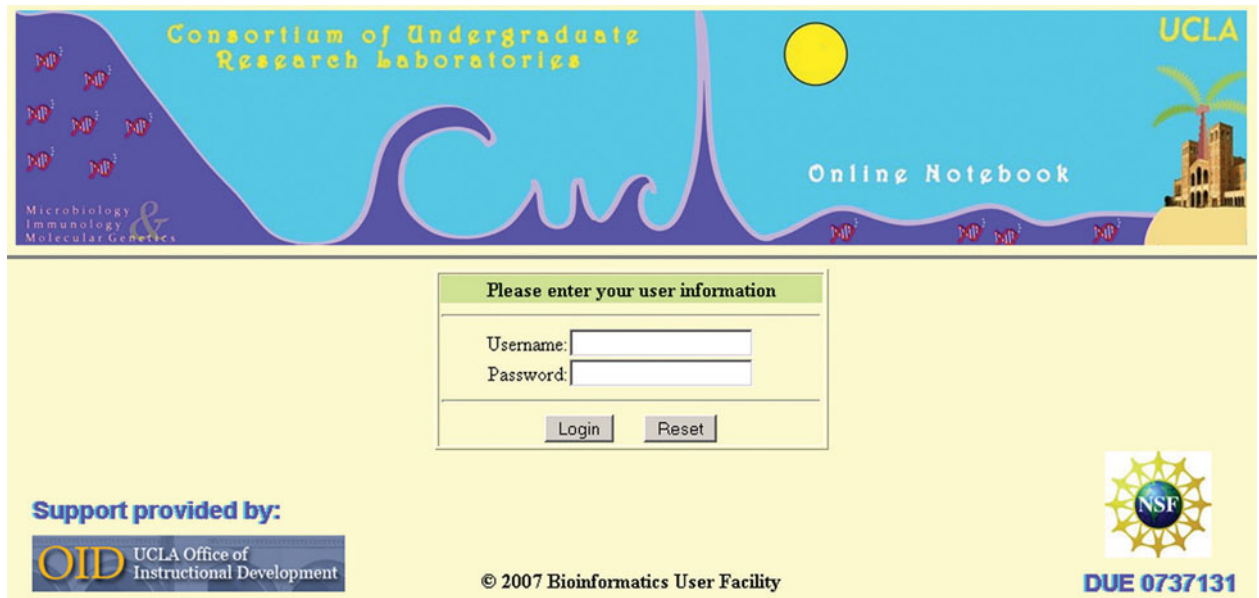 Consortium of Undergraduate
Research Laboratories
UCLA
Curl
Online Notebook
Microbiology &
Immunology
Molecular Genetics
Please enter your user information
Username:
Password:
Login Reset
Support provided by:
OID UCLA Office of
Instructional Development
© 2007 Bioinformatics User Facility
NSF
DUE 0737131